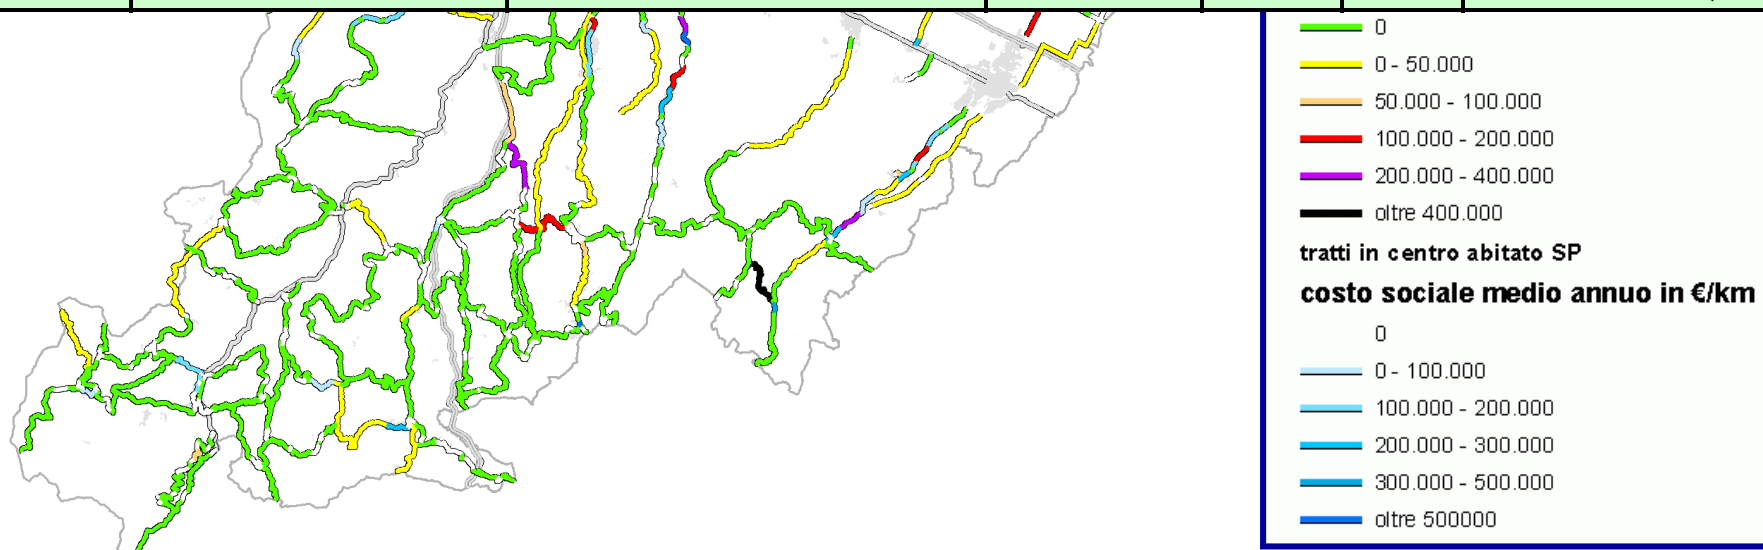 0
0 - 50.000
50.000 - 100.000
100.000 - 200.000
200.000 - 400.000
oltre 400.000
tratti in centro abitato SP
costo sociale medio annuo in €/km
0
0 - 100.000
100.000 - 200.000
200.000 - 300.000
300.000 - 500.000
oltre 500000